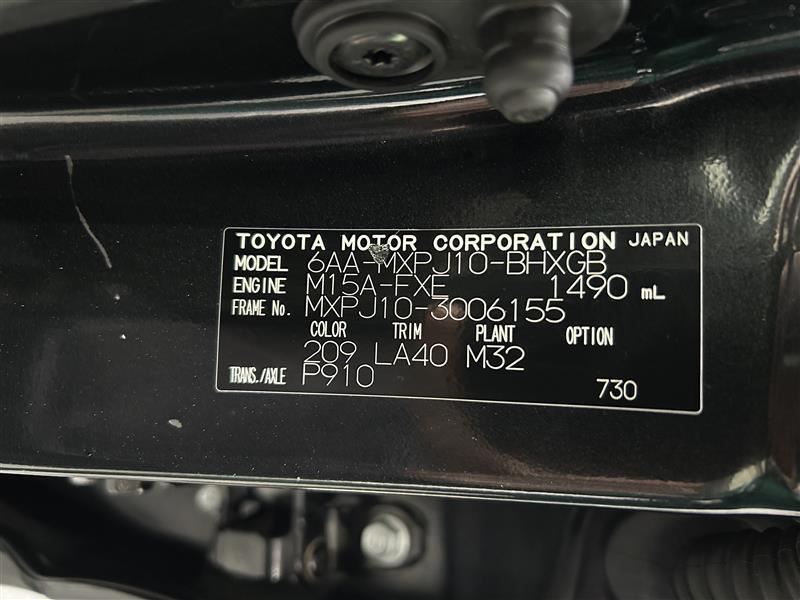 TOYOTA MOTOR CORPORATION JAPAN
MODEL 6AA-MXPJ10-BHXGB
ENGINE M15A-FXE 1490 mL
FRAME No. MXPJ10-3006155
COLOR TRIM PLANT OPTION
209 LA40 M32
TRANS./AXLE P910
730